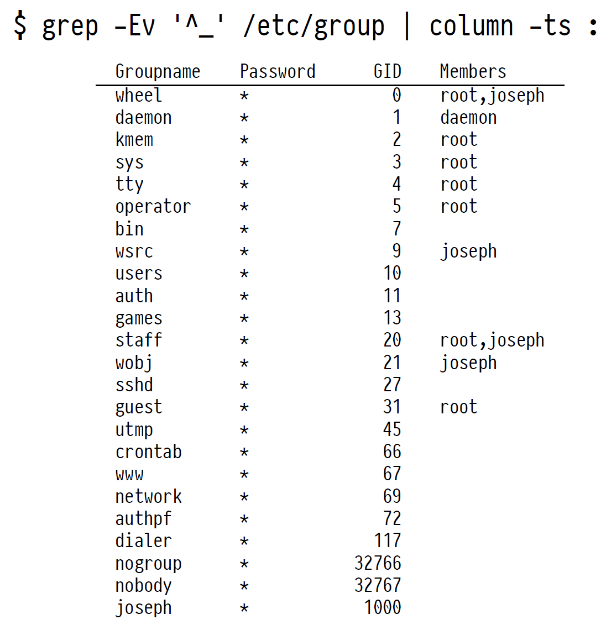 $ grep -Ev '^_' /etc/group | column -ts :
Groupname Password GID Members
wheel * 0 root,joseph
daemon * 1 daemon
kmem * 2 root
sys * 3 root
tty * 4 root
operator * 5 root
bin * 7
wsrc * 9 joseph
users * 10
auth * 11
games * 13
staff * 20 root,joseph
wobj * 21 joseph
sshd * 27
guest * 31 root
utmp * 45
crontab * 66
www * 67
network * 69
authpf * 72
dialer * 117
nogroup * 32766
nobody * 32767
joseph * 1000